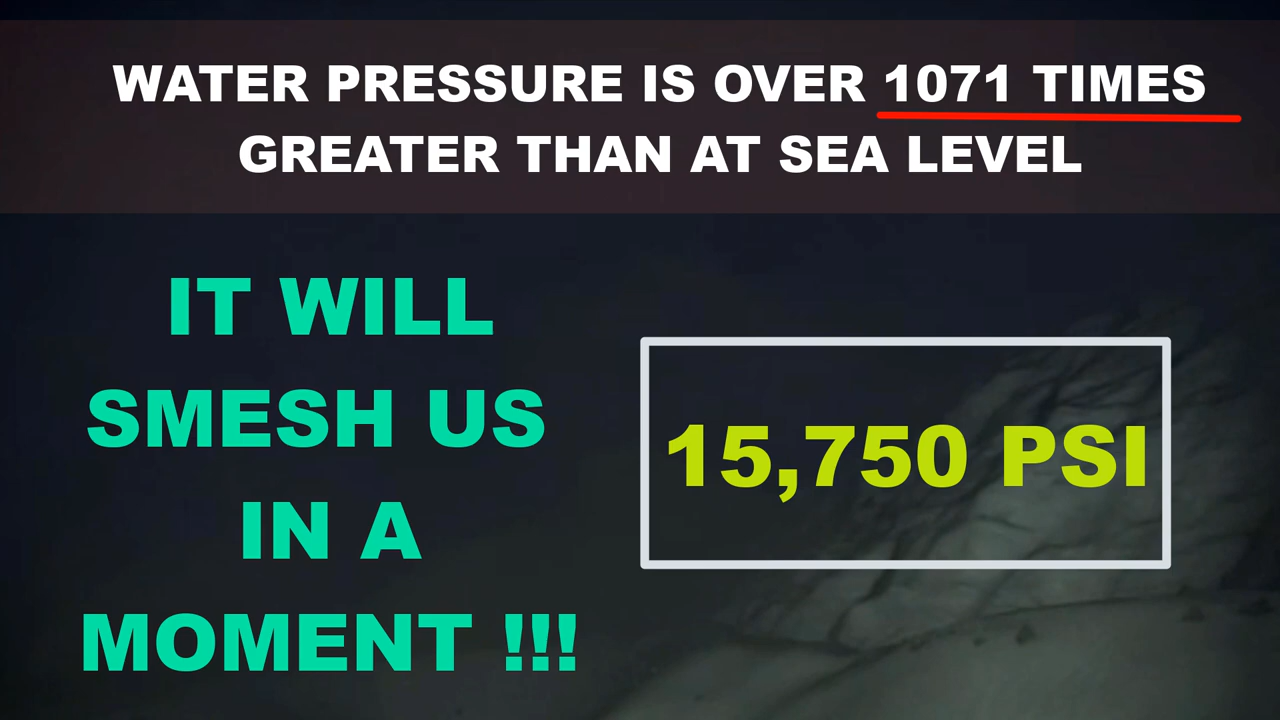 WATER PRESSURE IS OVER 1071 TIMES
GREATER THAN AT SEA LEVEL
IT WILL
SMESH US
IN A
MOMENT !!!
15,750 PSI